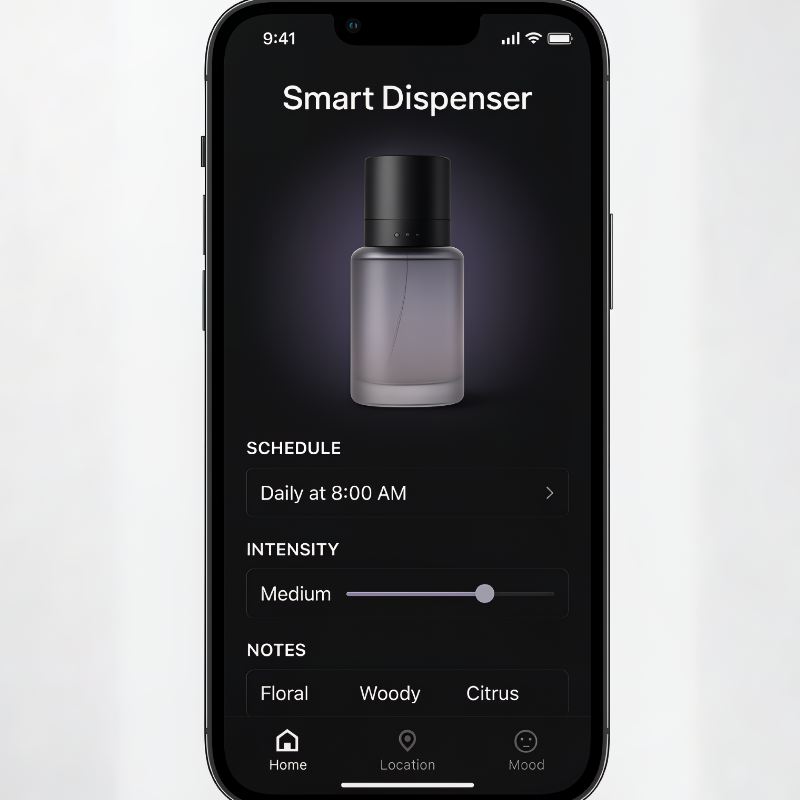 9:41
Smart Dispenser
SCHEDULE
Daily at 8:00 AM
INTENSITY
Medium
NOTES
Floral Woody Citrus
Home Location Mood